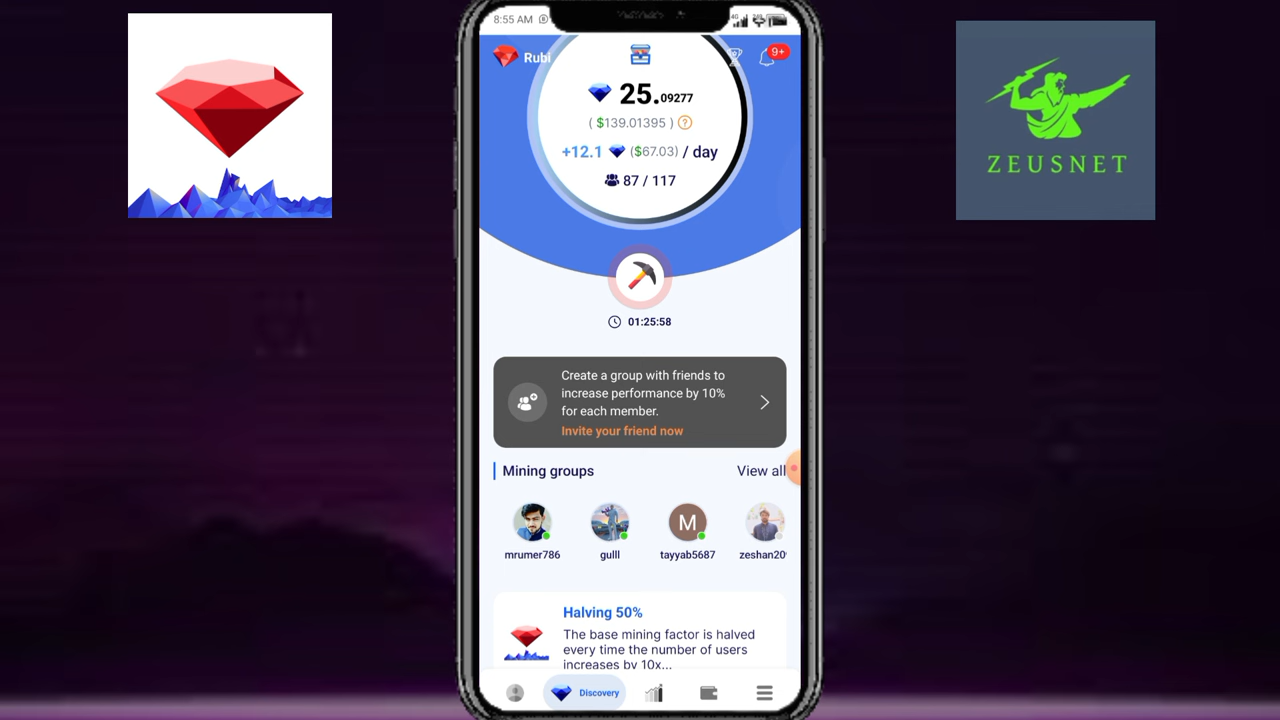 8:55 AM
Rubi
9+
25.09277
( $139.01395 ) ?
+12.1 ($67.03) / day
87 / 117
01:25:58
Create a group with friends to
increase performance by 10%
for each member.
Invite your friend now
Mining groups
View all
M
mrumer786
gulll
tayyab5687
zeshan20
Halving 50%
The base mining factor is halved
every time the number of users
increases by 10x...
Discovery
ZEUSNET